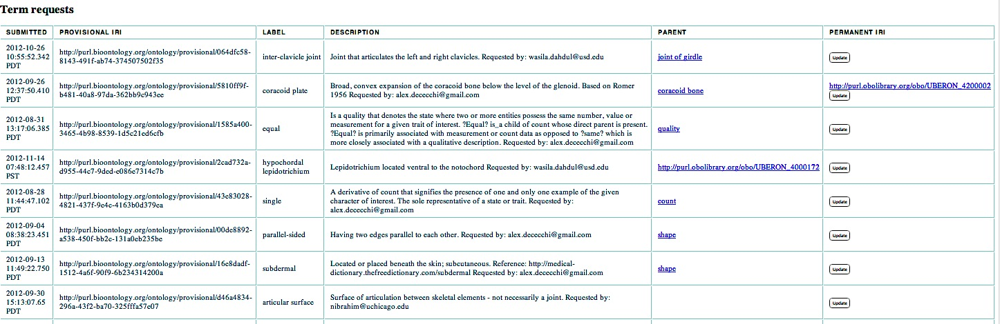 Term requests
SUBMITTED PROVISIONAL IRI LABEL DESCRIPTION PARENT PERMANENT IRI
2012-10-26
10:55:52.342
PDT
http://purl.bioontology.org/ontology/provisional/064dfc58-
8143-491f-ab74-374507502f35
inter-clavicle joint
Joint that articulates the left and right clavicles. Requested by: wasila.dahdul@usd.edu
joint of girdle
Update
2012-09-26
12:37:50.410
PDT
http://purl.bioontology.org/ontology/provisional/5810ff9f-
b481-40a8-97da-362bb9c943ee
coracoid plate
Broad, convex expansion of the coracoid bone below the level of the glenoid. Based on Romer
1956 Requested by: alex.dececchi@gmail.com
coracoid bone
http://purl.obolibrary.org/obo/UBERON_4200002
Update
2012-08-31
13:17:06.385
PDT
http://purl.bioontology.org/ontology/provisional/1585a400-
3465-4b98-8539-1d5c21ed6cfb
equal
Is a quality that denotes the state where two or more entities possess the same number, value or
measurement for a given trait of interest. ?Equal? is_a child of count whose direct parent is present.
?Equal? is primarily associated with measurement or count data as opposed to ?same? which is
more closely associated with a qualitative description. Requested by: alex.dececchi@gmail.com
quality
Update
2012-11-14
07:48:12.457
PST
http://purl.bioontology.org/ontology/provisional/2cad732a-
d955-44c7-9ded-e086e7314c7b
hypochordal
lepidotrichium
Lepidotrichium located ventral to the notochord Requested by: wasila.dahdul@usd.edu
http://purl.obolibrary.org/obo/UBERON_4000172
Update
2012-08-28
11:44:47.102
PDT
http://purl.bioontology.org/ontology/provisional/43e83028-
4821-437f-9e4c-4163b0d379ea
single
A derivative of count that signifies the presence of one and only one example of the given
character of interest. The sole representative of a state or trait. Requested by:
alex.dececchi@gmail.com
count
Update
2012-09-04
08:38:23.451
PDT
http://purl.bioontology.org/ontology/provisional/00de8892-
a538-450f-bb2c-131a0eb235be
parallel-sided
Having two edges parallel to each other. Requested by: alex.dececchi@gmail.com
shape
Update
2012-09-13
11:49:22.750
PDT
http://purl.bioontology.org/ontology/provisional/16e8dadf-
1512-4a6f-90f9-6b234314200a
subdermal
Located or placed beneath the skin; subcutaneous. Reference: http://medical-
dictionary.thefreedictionary.com/subdermal Requested by: alex.dececchi@gmail.com
shape
Update
2012-09-30
15:13:07.65
PDT
http://purl.bioontology.org/ontology/provisional/d46a4834-
296a-43f2-ba70-325fffa57e07
articular surface
Surface of articulation between skeletal elements - not necessarily a joint. Requested by:
nibrahim@uchicago.edu
Update